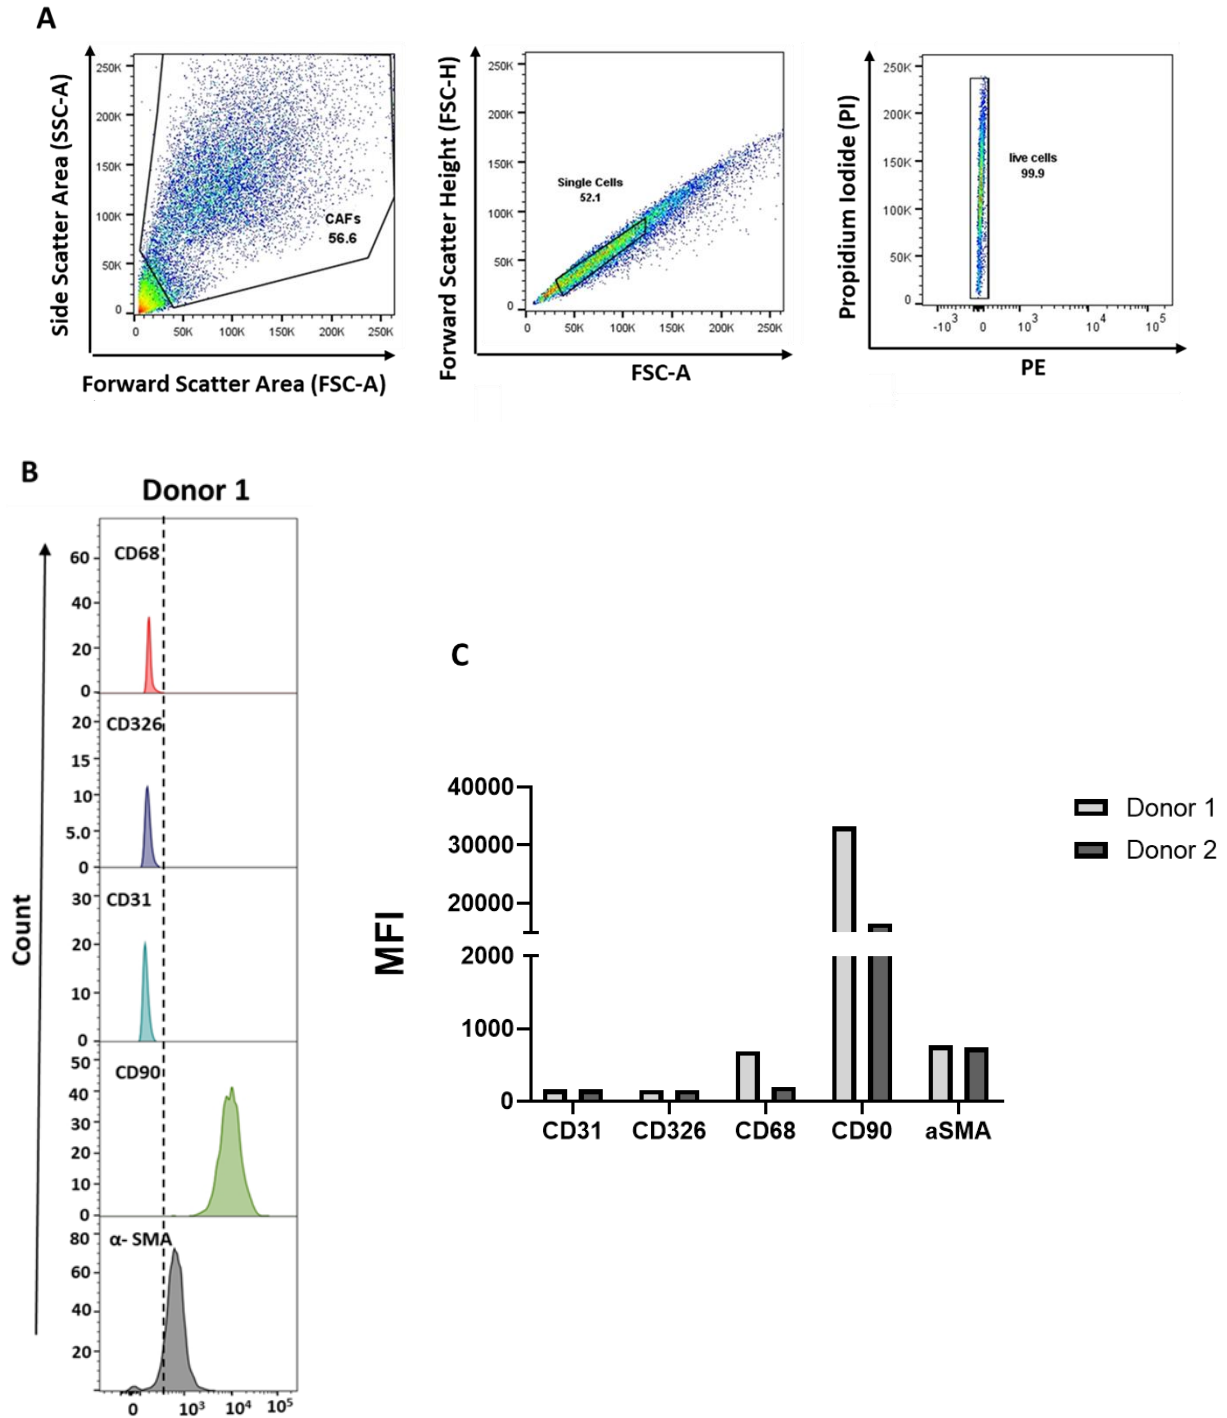 A
Side Scatter Area (SSC-A)
250K
200K
150K
100K
50K
0
CAFs
56.6
0
50K
100K
150K
200K
250K
Forward Scatter Area (FSC-A)
Forward Scatter Height (FSC-H)
250K
200K
150K
100K
50K
0
Single Cells
52.1
0
50K
100K
150K
200K
250K
FSC-A
Propidium Iodide (PI)
250K
200K
150K
100K
50K
0
live cells
99.9
-10³
0
10³
10⁴
10⁵
PE
B
Donor 1
Count
CD68
60
40
20
0
CD326
20
15
10
5.0
0
CD31
30
20
10
0
CD90
50
40
30
20
10
0
α- SMA
80
60
40
20
0
10³
10⁴
10⁵
C
MFI
40000
30000
20000
2000
1000
0
CD31
CD326
CD68
CD90
aSMA
Donor 1
Donor 2